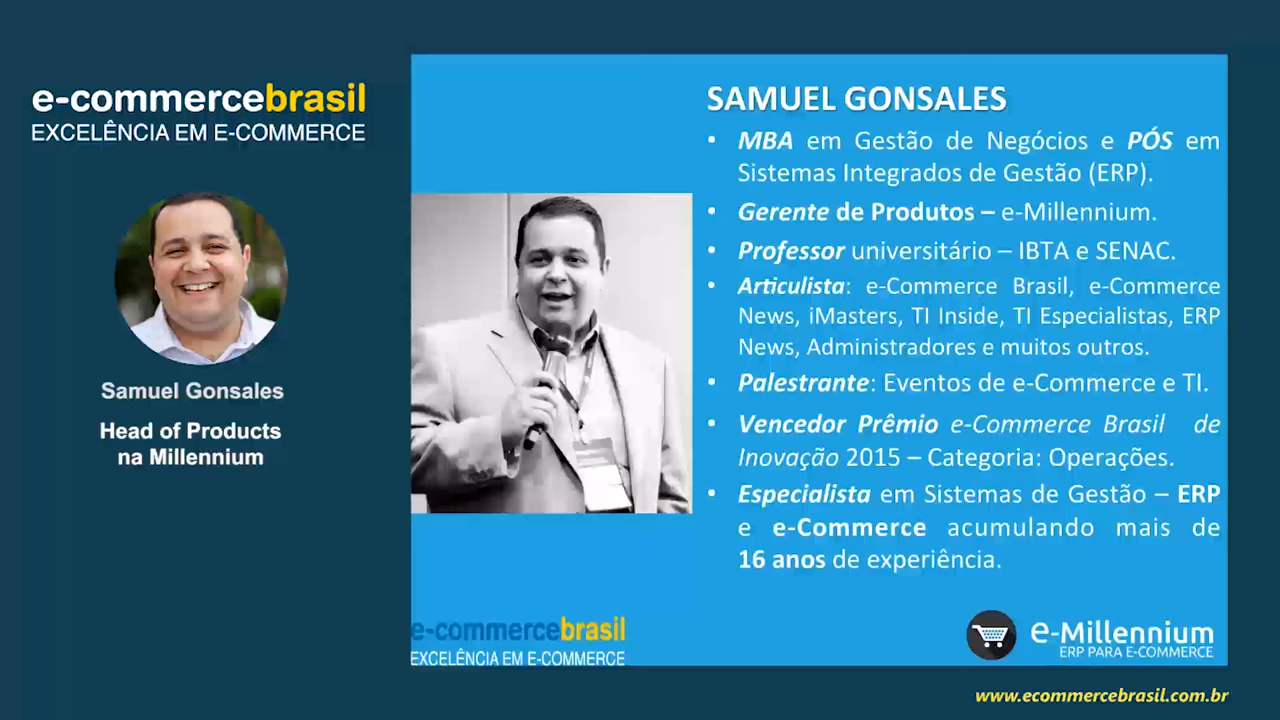 e-commercebrasil
EXCELÊNCIA EM E-COMMERCE
Samuel Gonsales
Head of Products
na Millennium
SAMUEL GONSALES
• MBA em Gestão de Negócios e PÓS em
Sistemas Integrados de Gestão (ERP).
• Gerente de Produtos – e-Millennium.
• Professor universitário – IBTA e SENAC.
• Articulista: e-Commerce Brasil, e-Commerce
News, iMasters, TI Inside, TI Especialistas, ERP
News, Administradores e muitos outros.
• Palestrante: Eventos de e-Commerce e TI.
• Vencedor Prêmio e-Commerce Brasil de
Inovação 2015 – Categoria: Operações.
• Especialista em Sistemas de Gestão – ERP
e e-Commerce acumulando mais de
16 anos de experiência.
e-commercebrasil
EXCELÊNCIA EM E-COMMERCE
e-Millennium
ERP PARA E-COMMERCE
www.ecommercebrasil.com.br